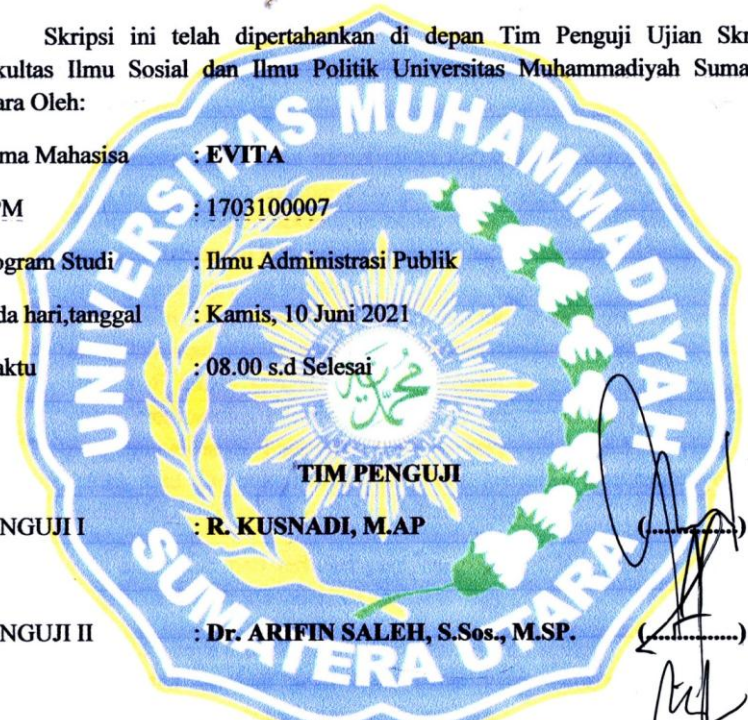 Skripsi ini telah dipertahankan di depan Tim Penguji Ujian Skr
kultas Ilmu Sosial dan Ilmu Politik Universitas Muhammadiyah Suma
ara Oleh:
ma Mahasisa : EVITA
PM : 1703100007
ogram Studi : Ilmu Administrasi Publik
da hari,tanggal : Kamis, 10 Juni 2021
aktu : 08.00 s.d Selesai
TIM PENGUJI
NGUJI I : R. KUSNADI, M.AP (...............)
NGUJI II : Dr. ARIFIN SALEH, S.Sos., M.SP. (...............)
UNIVERSITAS MUHAMMADIYAH
SUMATERA UTARA
محمدية